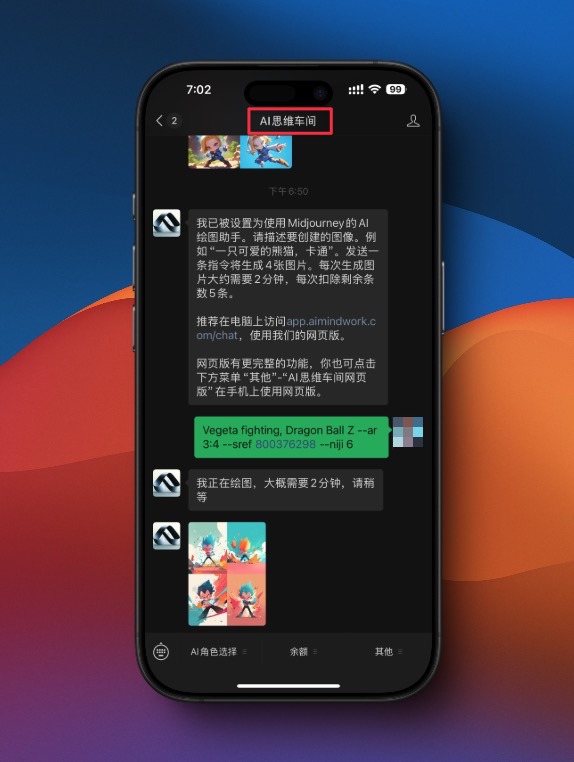 7:02
99
2
AI思维车间
下午6:50
我已被设置为使用Midjourney的AI
绘图助手。请描述要创建的图像。例
如“一只可爱的熊猫，卡通”。发送一
条指令将生成4张图片。每次生成图
片大约需要2分钟，每次扣除剩余条
数5条。
推荐在电脑上访问app.aimindwork.c
om/chat，使用我们的网页版。
网页版有更完整的功能，你也可点击
下方菜单“其他”-“AI思维车间网页
版”在手机上使用网页版。
Vegeta fighting, Dragon Ball Z --ar
3:4 --sref 800376298 --niji 6
我正在绘图，大概需要2分钟，请稍
等
AI角色选择
余额
其他